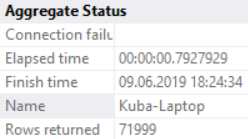 Aggregate Status
Connection failu
Elapsed time 00:00:00.7927929
Finish time 09.06.2019 18:24:34
Name Kuba-Laptop
Rows returned 71999